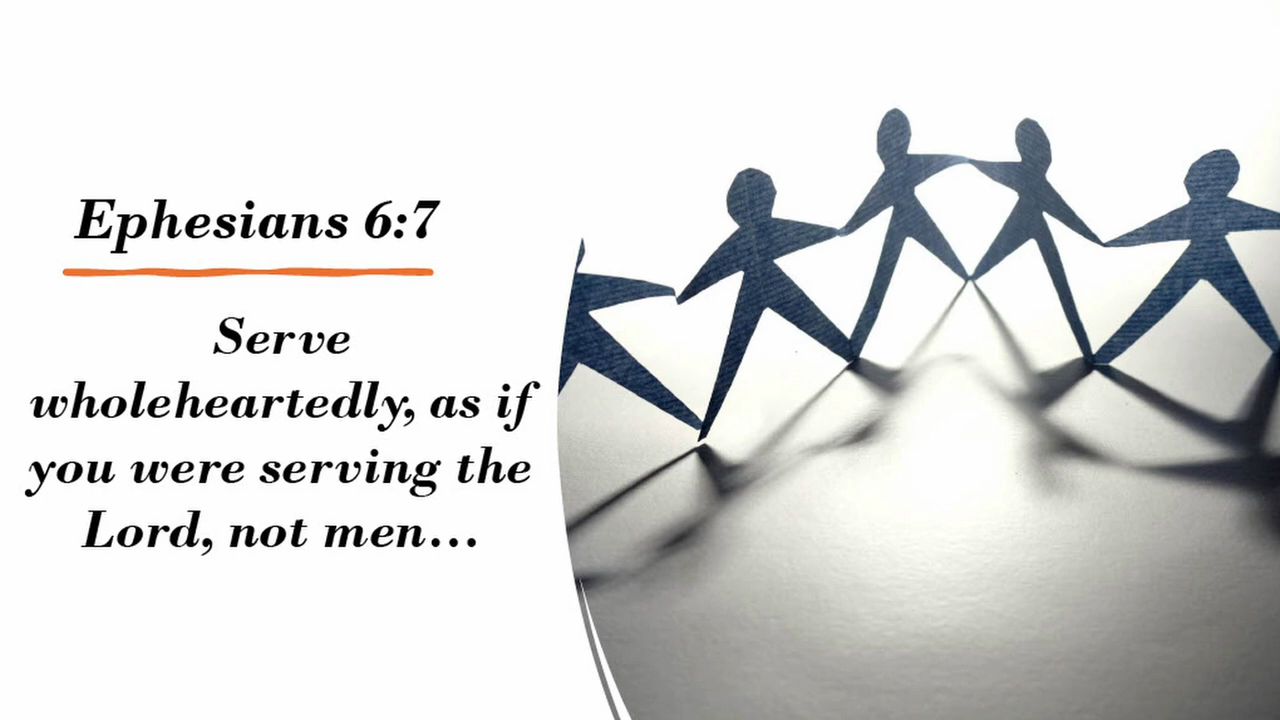 Ephesians 6:7
Serve
wholeheartedly, as if
you were serving the
Lord, not men...